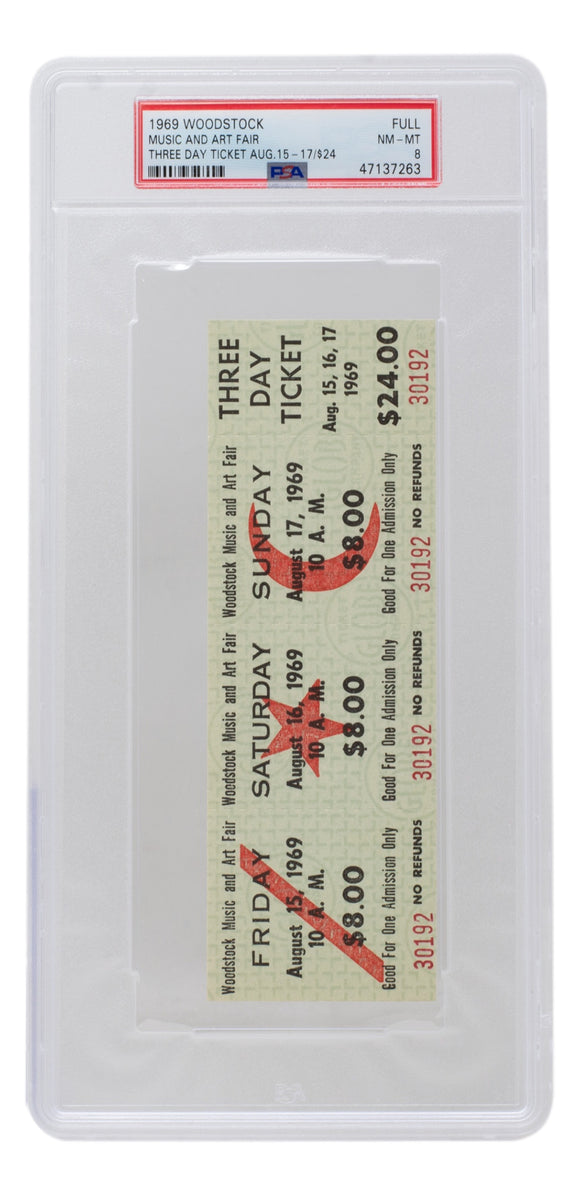 1969 WOODSTOCK FULL
MUSIC AND ART FAIR NM – MT
THREE DAY TICKET AUG.15 – 17/$24 8
PSA 47137263
Woodstock Music and Art Fair
FRIDAY
August 15, 1969
10 A. M.
$8.00
Good For One Admission Only
30192 NO REFUNDS
Woodstock Music and Art Fair
SATURDAY
August 16, 1969
10 A. M.
$8.00
Good For One Admission Only
30192 NO REFUNDS
Woodstock Music and Art Fair
SUNDAY
August 17, 1969
10 A. M.
$8.00
Good For One Admission Only
30192 NO REFUNDS
THREE
DAY
TICKET
Aug. 15, 16, 17
1969
$24.00
30192
PSA